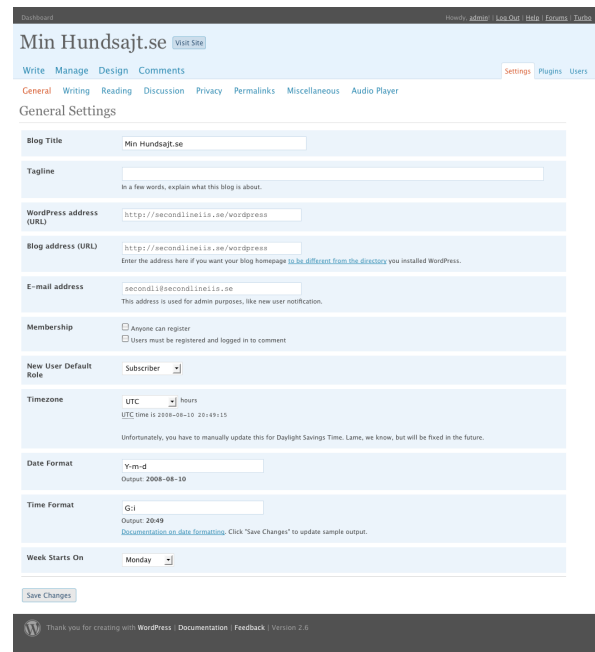 Dashboard
Howdy, admin! | Log Out | Help | Forums | Turbo
Min Hundsajt.se Visit Site
Write Manage Design Comments
Settings Plugins Users
General Writing Reading Discussion Privacy Permalinks Miscellaneous Audio Player
General Settings
Blog Title
Min Hundsajt.se
Tagline
In a few words, explain what this blog is about.
WordPress address (URL)
http://secondlineiis.se/wordpress
Blog address (URL)
http://secondlineiis.se/wordpress
Enter the address here if you want your blog homepage to be different from the directory you installed WordPress.
E-mail address
secondli@secondlineiis.se
This address is used for admin purposes, like new user notification.
Membership
Anyone can register
Users must be registered and logged in to comment
New User Default Role
Subscriber
Timezone
UTC hours
UTC time is 2008-08-10 20:49:15
Unfortunately, you have to manually update this for Daylight Savings Time. Lame, we know, but will be fixed in the future.
Date Format
Y-m-d
Output: 2008-08-10
Time Format
G:i
Output: 20:49
Documentation on date formatting. Click "Save Changes" to update sample output.
Week Starts On
Monday
Save Changes
Thank you for creating with WordPress | Documentation | Feedback | Version 2.6